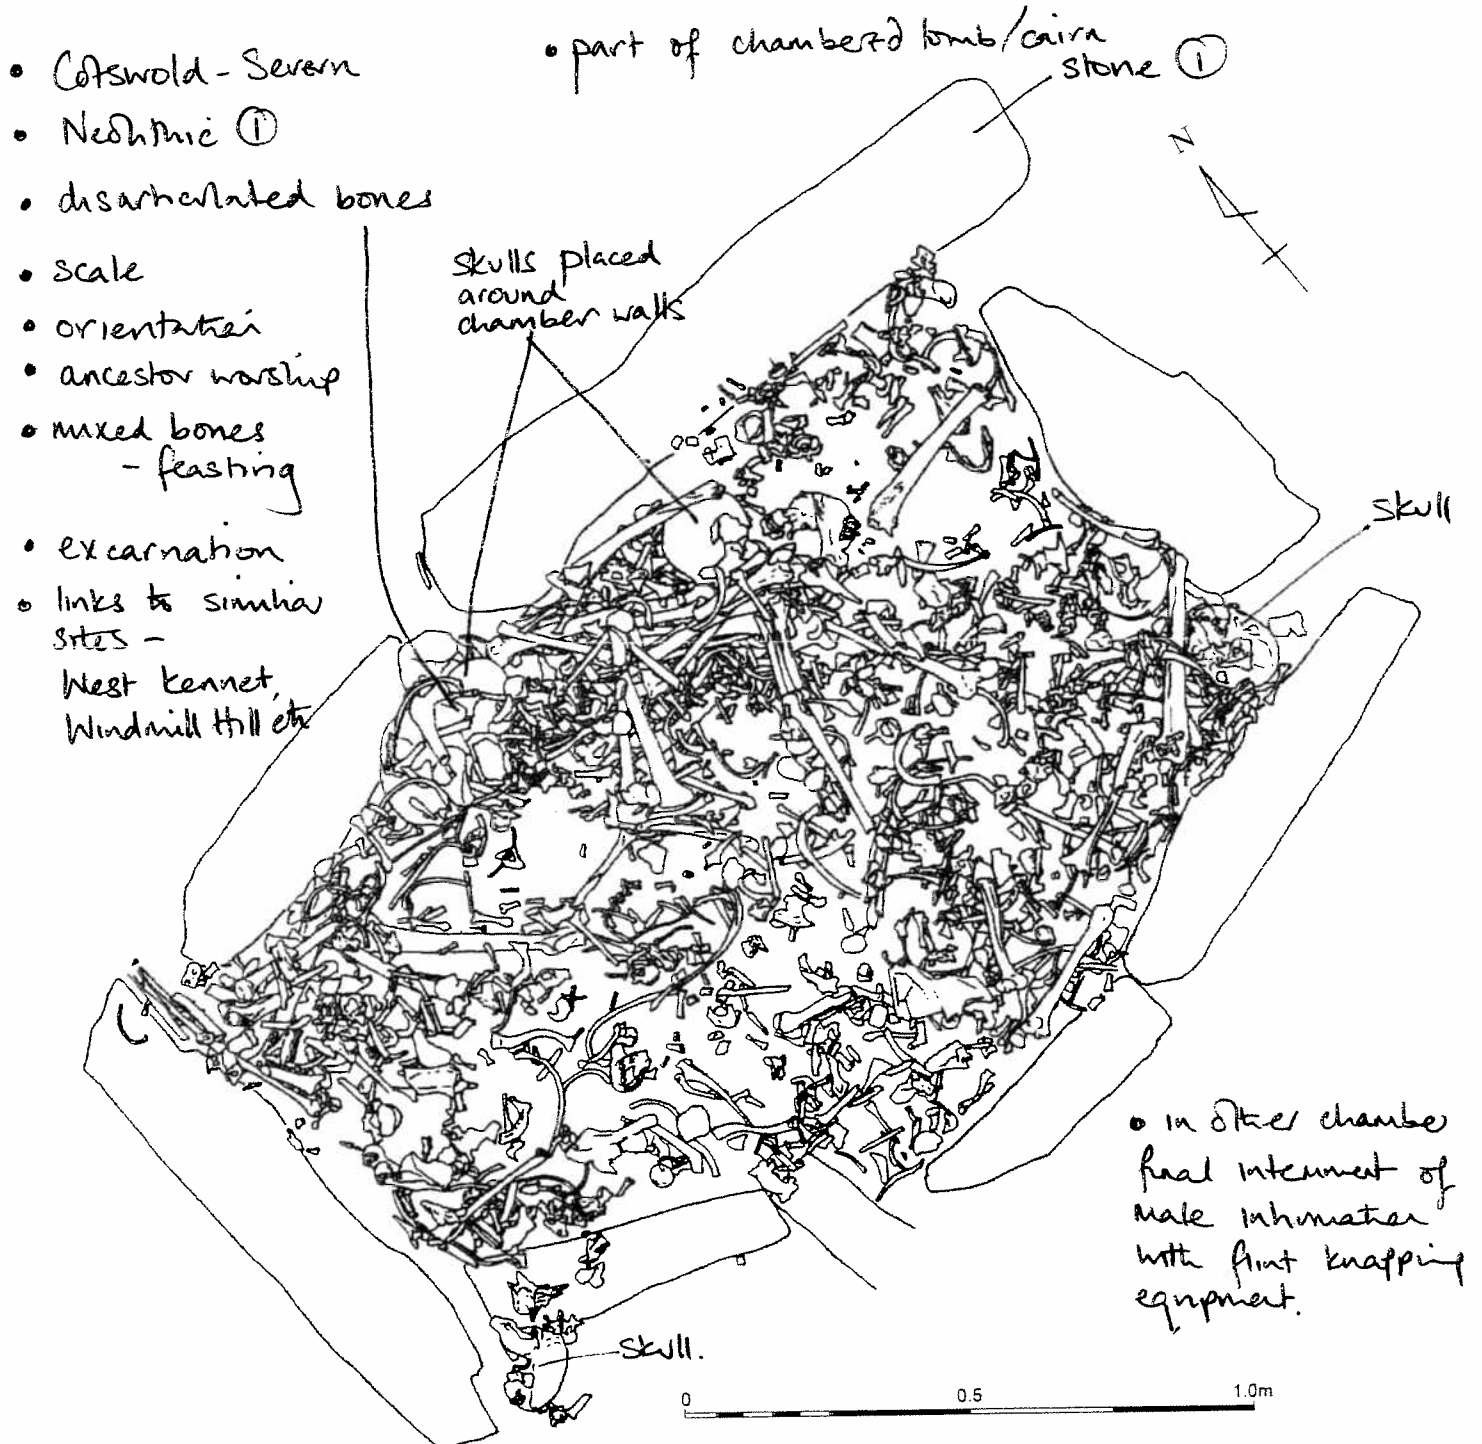 • part of chambered tomb/cairn
stone ①
• Cotswold - Severn
• Neolithic ①
• disarticulated bones
• scale
• orientation
• ancestor worship
• mixed bones
- feasting
• excarnation
• links to similar
sites -
West Kennet,
Windmill Hill etc
skulls placed
around
chamber walls
N
skull
• in other chamber
final interment of
male inhumation
with flint knapping
equipment.
skull.
0 0.5 1.0m